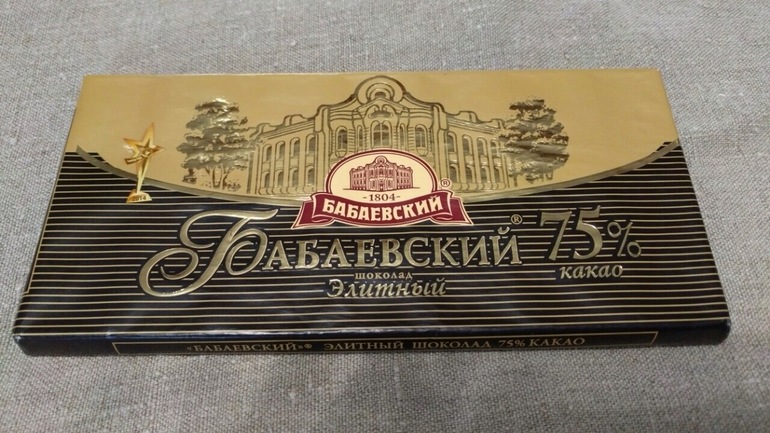 2014
- 1804 -
БАБАЕВСКИЙ®
БАБАЕВСКИЙ®
75%
какао
шоколад
Элитный
«БАБАЕВСКИЙ»® ЭЛИТНЫЙ ШОКОЛАД 75% КАКАО